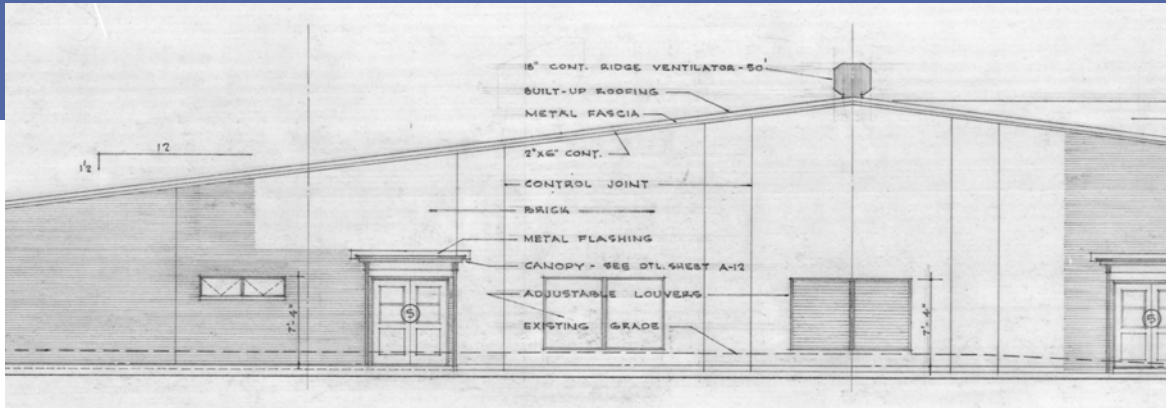 18" CONT. RIDGE VENTILATOR - 50'
BUILT-UP ROOFING
METAL FASCIA
12
1½
2"X6" CONT.
CONTROL JOINT
BRICK
METAL FLASHING
CANOPY - SEE DTL. SHEET A-12
ADJUSTABLE LOUVERS
7'-4"
5
EXISTING GRADE
7'-4"
5